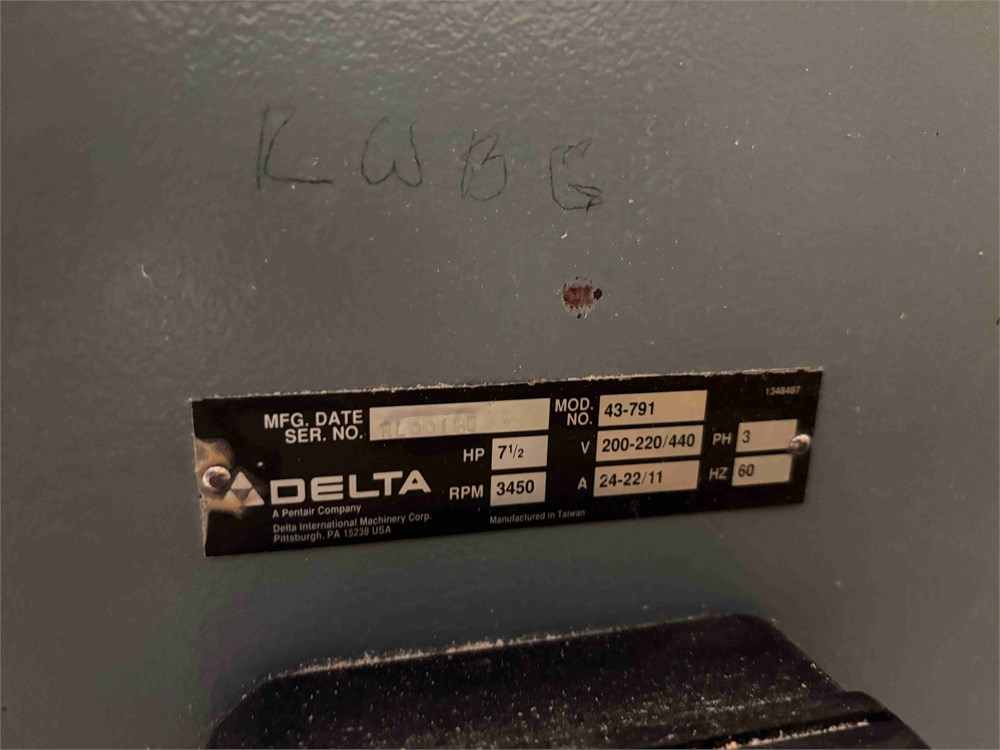 R W B G
1348487
MFG. DATE
SER. NO.
MOD. NO. 43-791
HP 7 1/2
V 200-220/440
PH 3
DELTA
RPM 3450
A 24-22/11
HZ 60
A Pentair Company
Delta International Machinery Corp.
Pittsburgh, PA 15238 USA
Manufactured in Taiwan